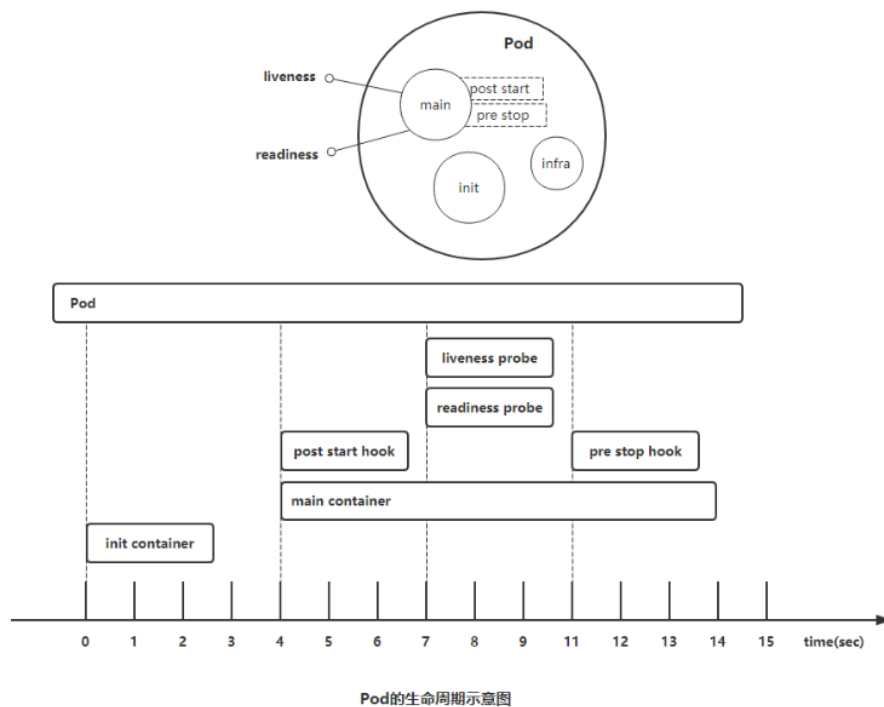 Pod
liveness
post start
main
pre stop
readiness
infra
init
Pod
liveness probe
readiness probe
post start hook
pre stop hook
main container
init container
0 1 2 3 4 5 6 7 8 9 11 12 13 14 15 time(sec)
Pod的生命周期示意图